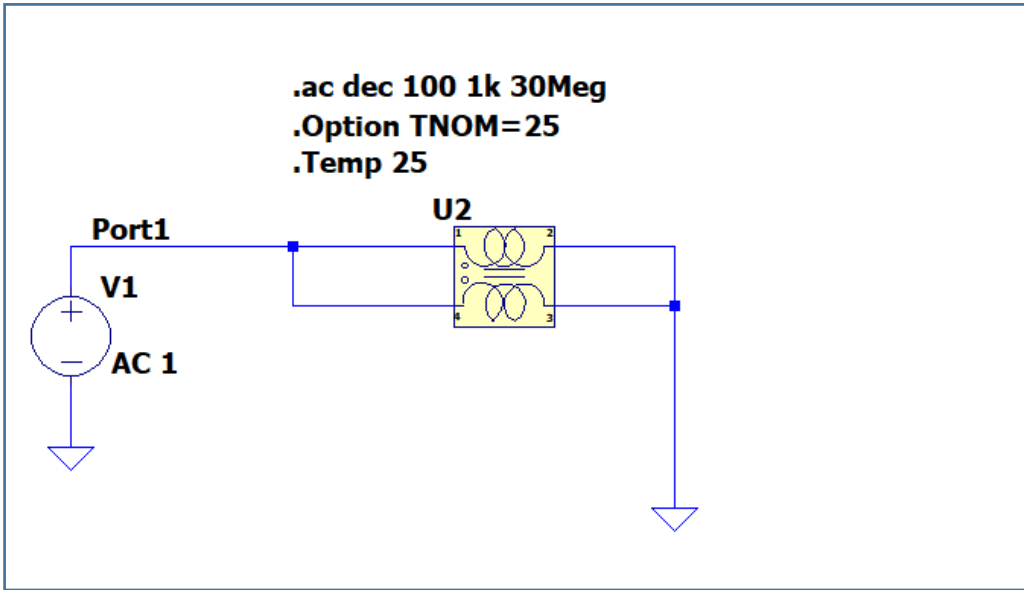 .ac dec 100 1k 30Meg
.Option TNOM=25
.Temp 25
U2
Port1
1
2
V1
4
3
AC 1